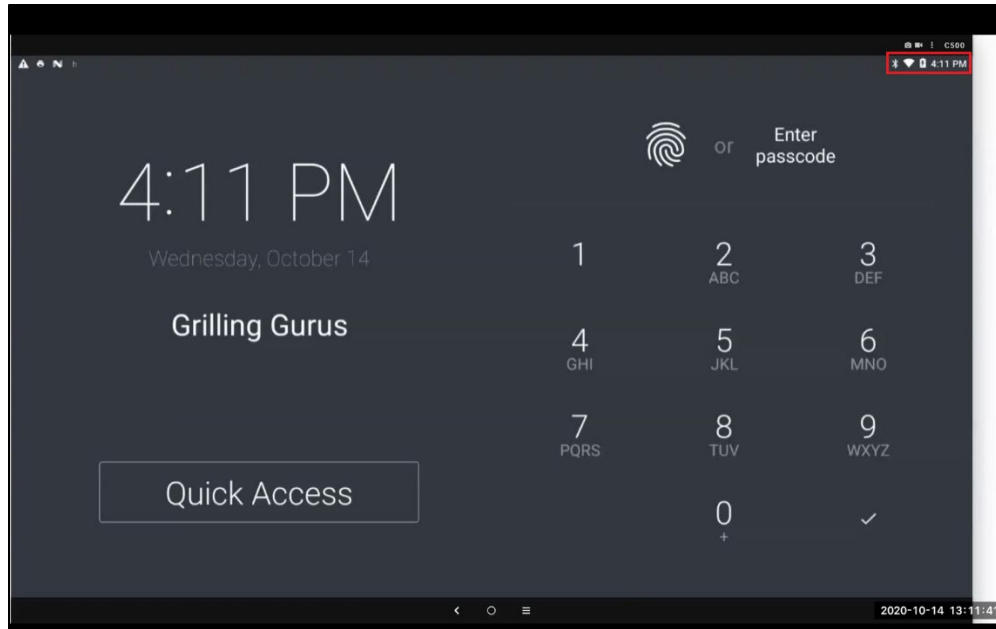 C500
4:11 PM
4:11 PM
Wednesday, October 14
Grilling Gurus
Quick Access
or
Enter
passcode
1
2
ABC
3
DEF
4
GHI
5
JKL
6
MNO
7
PQRS
8
TUV
9
WXYZ
0
+
2020-10-14 13:11:41